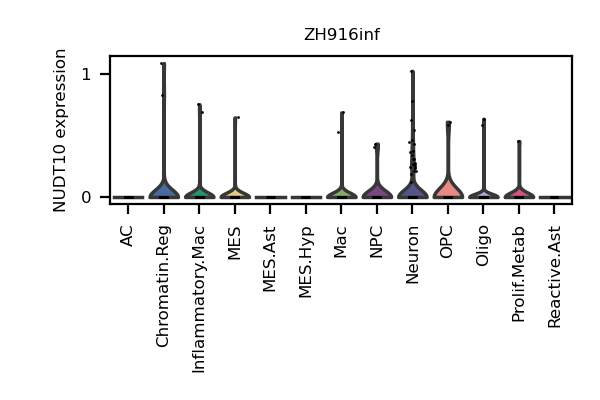 ZH916inf
NUDT10 expression
1
0
AC
Chromatin.Reg
Inflammatory.Mac
MES
MES.Ast
MES.Hyp
Mac
NPC
Neuron
OPC
Oligo
Prolif.Metab
Reactive.Ast